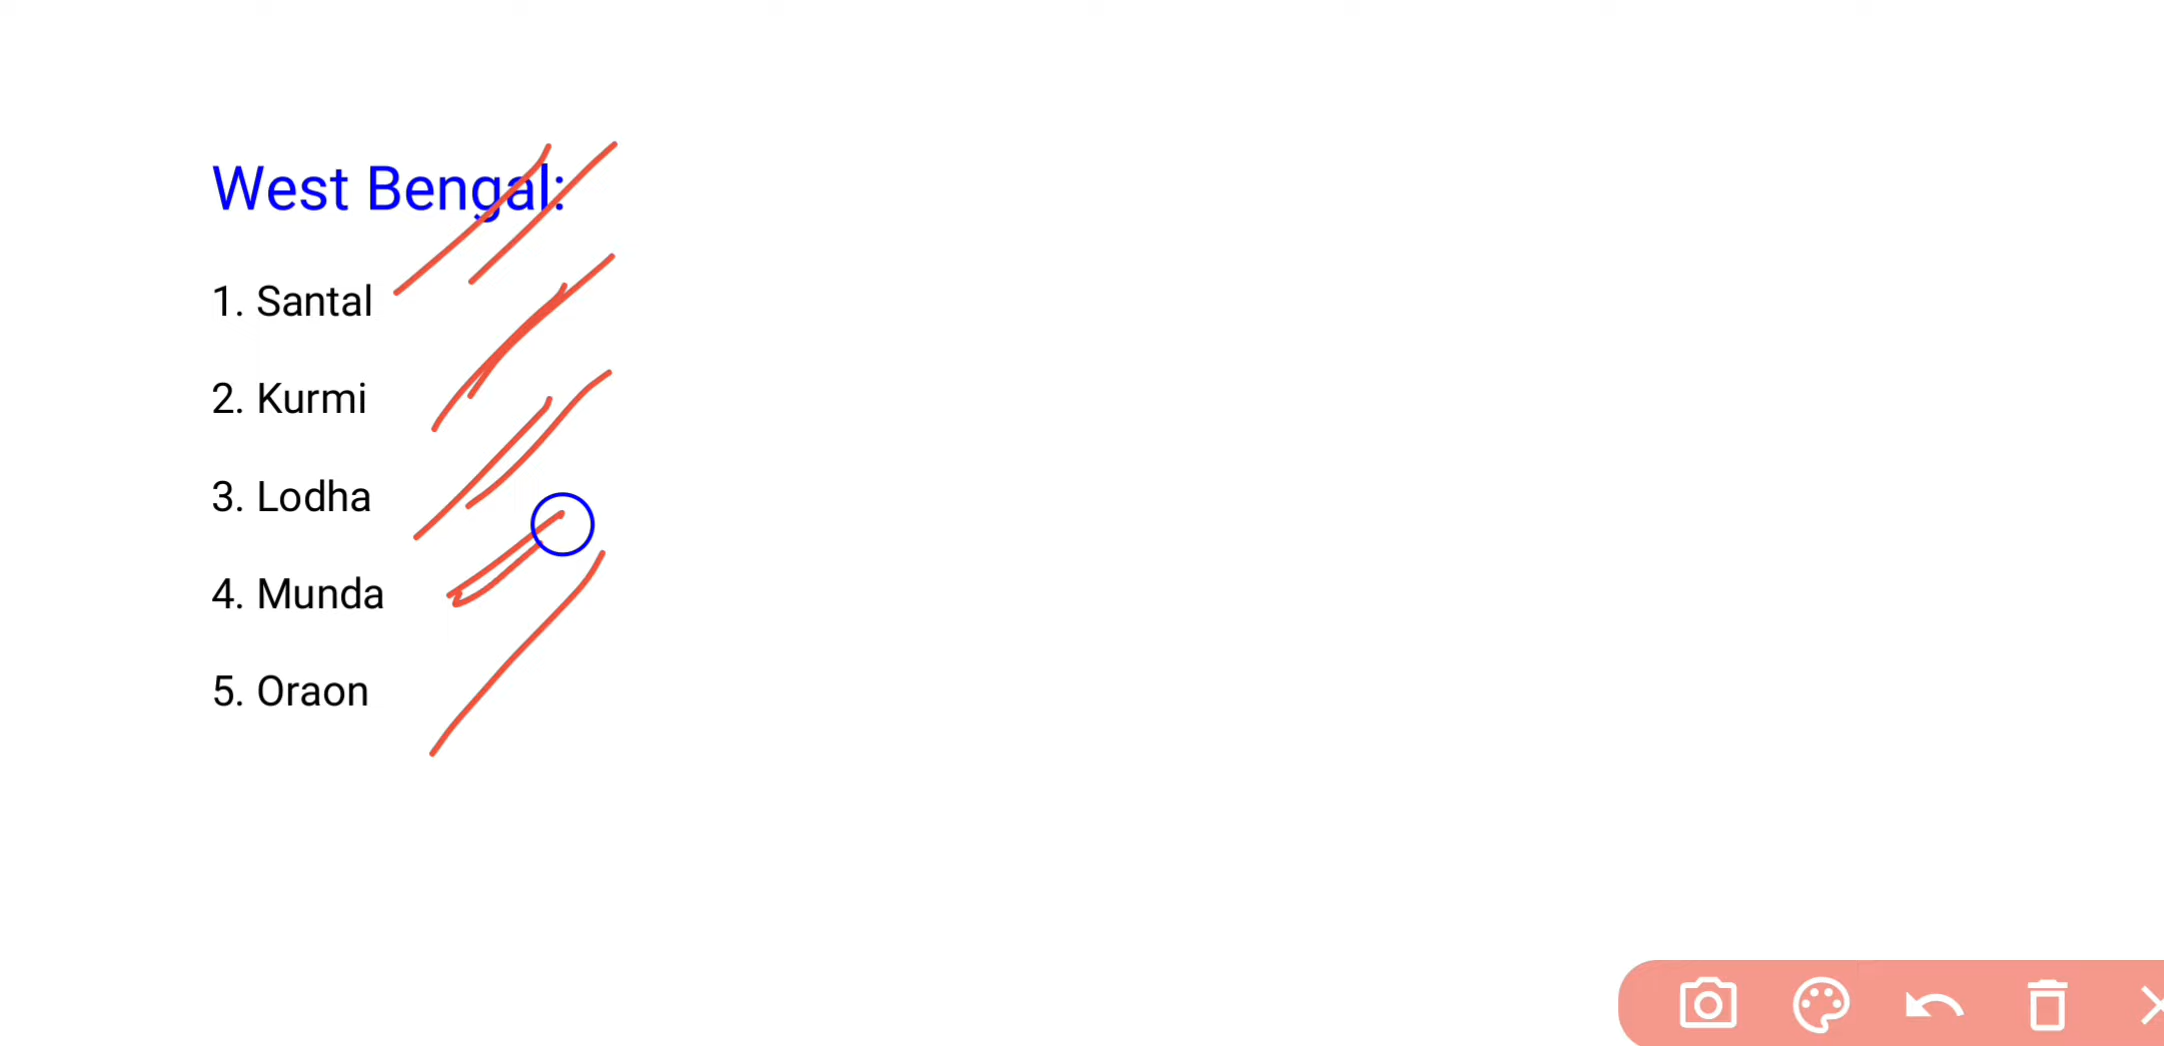 West Bengal:
1. Santal
2. Kurmi
3. Lodha
4. Munda
5. Oraon